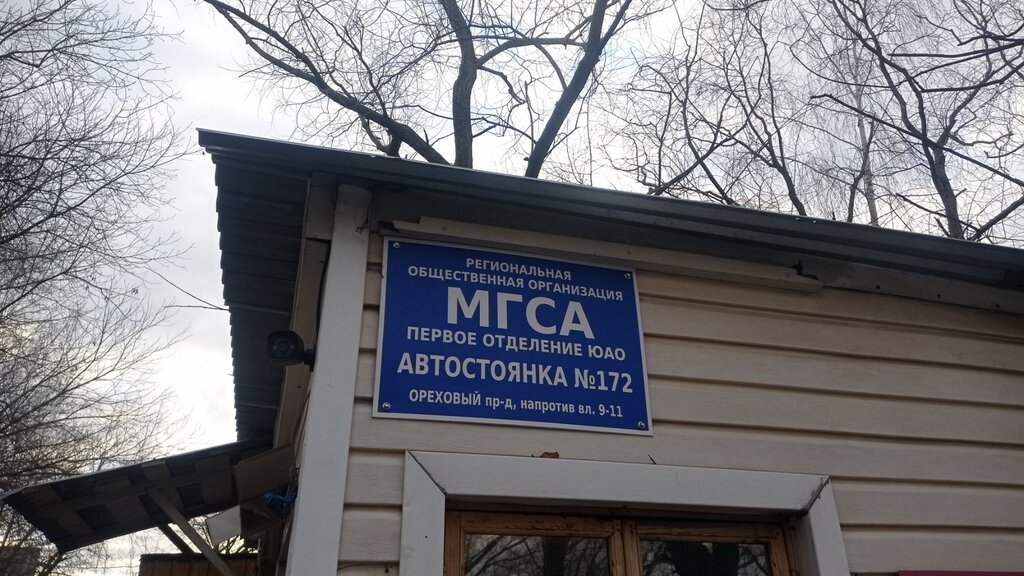 РЕГИОНАЛЬНАЯ
ОБЩЕСТВЕННАЯ ОРГАНИЗАЦИЯ
МГСА
ПЕРВОЕ ОТДЕЛЕНИЕ ЮАО
АВТОСТОЯНКА №172
ОРЕХОВЫЙ пр-д, напротив вл. 9-11